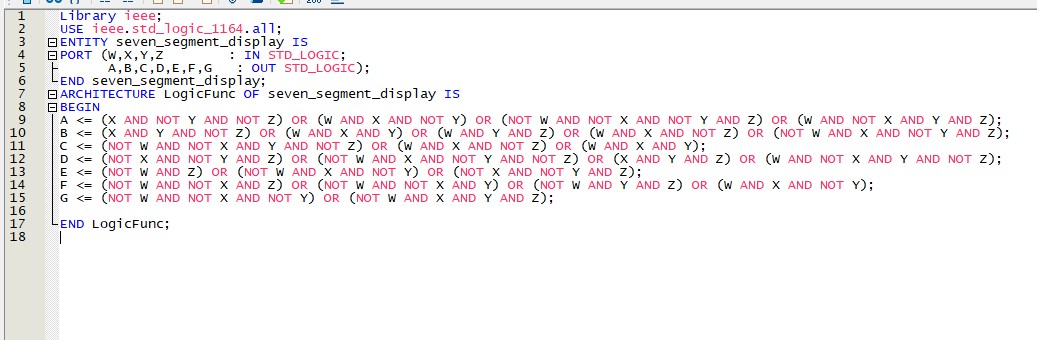 1 Library ieee;
2 USE ieee.std_logic_1164.all;
3 ENTITY seven_segment_display IS
4 PORT (W,X,Y,Z : IN STD_LOGIC;
5 A,B,C,D,E,F,G : OUT STD_LOGIC);
6 END seven_segment_display;
7 ARCHITECTURE LogicFunc OF seven_segment_display IS
8 BEGIN
9 A <= (X AND NOT Y AND NOT Z) OR (W AND X AND NOT Y) OR (NOT W AND NOT X AND NOT Y AND Z) OR (W AND NOT X AND Y AND Z);
10 B <= (X AND Y AND NOT Z) OR (W AND X AND Y) OR (W AND Y AND Z) OR (W AND X AND NOT Z) OR (NOT W AND X AND NOT Y AND Z);
11 C <= (NOT W AND NOT X AND Y AND NOT Z) OR (W AND X AND NOT Z) OR (W AND X AND Y);
12 D <= (NOT X AND NOT Y AND Z) OR (NOT W AND X AND NOT Y AND NOT Z) OR (X AND Y AND Z) OR (W AND NOT X AND Y AND NOT Z);
13 E <= (NOT W AND Z) OR (NOT W AND X AND NOT Y) OR (NOT X AND NOT Y AND Z);
14 F <= (NOT W AND NOT X AND Z) OR (NOT W AND NOT X AND Y) OR (NOT W AND Y AND Z) OR (W AND X AND NOT Y);
15 G <= (NOT W AND NOT X AND NOT Y) OR (NOT W AND X AND Y AND Z);
16
17 END LogicFunc;
18